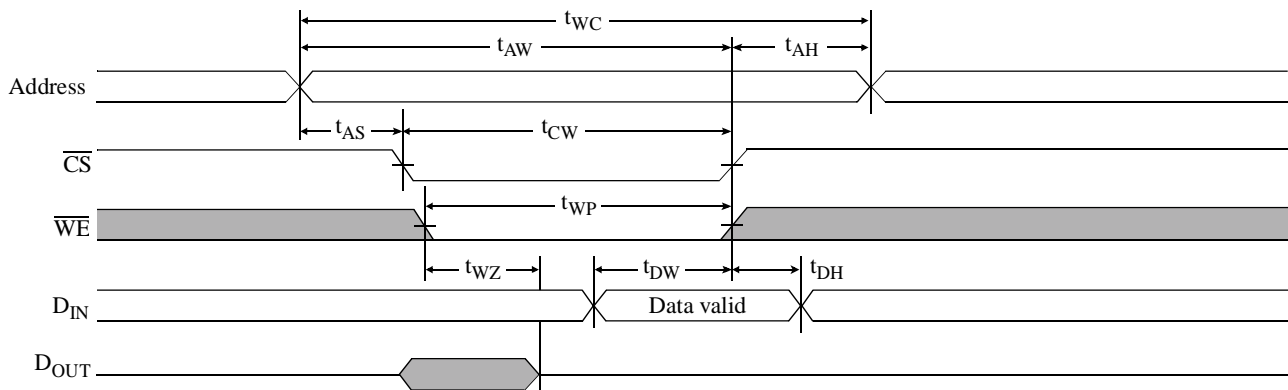 tWC
tAW tAH
Address
tAS tCW
CS
tWP
WE
tWZ tDW tDH
DIN Data valid
DOUT